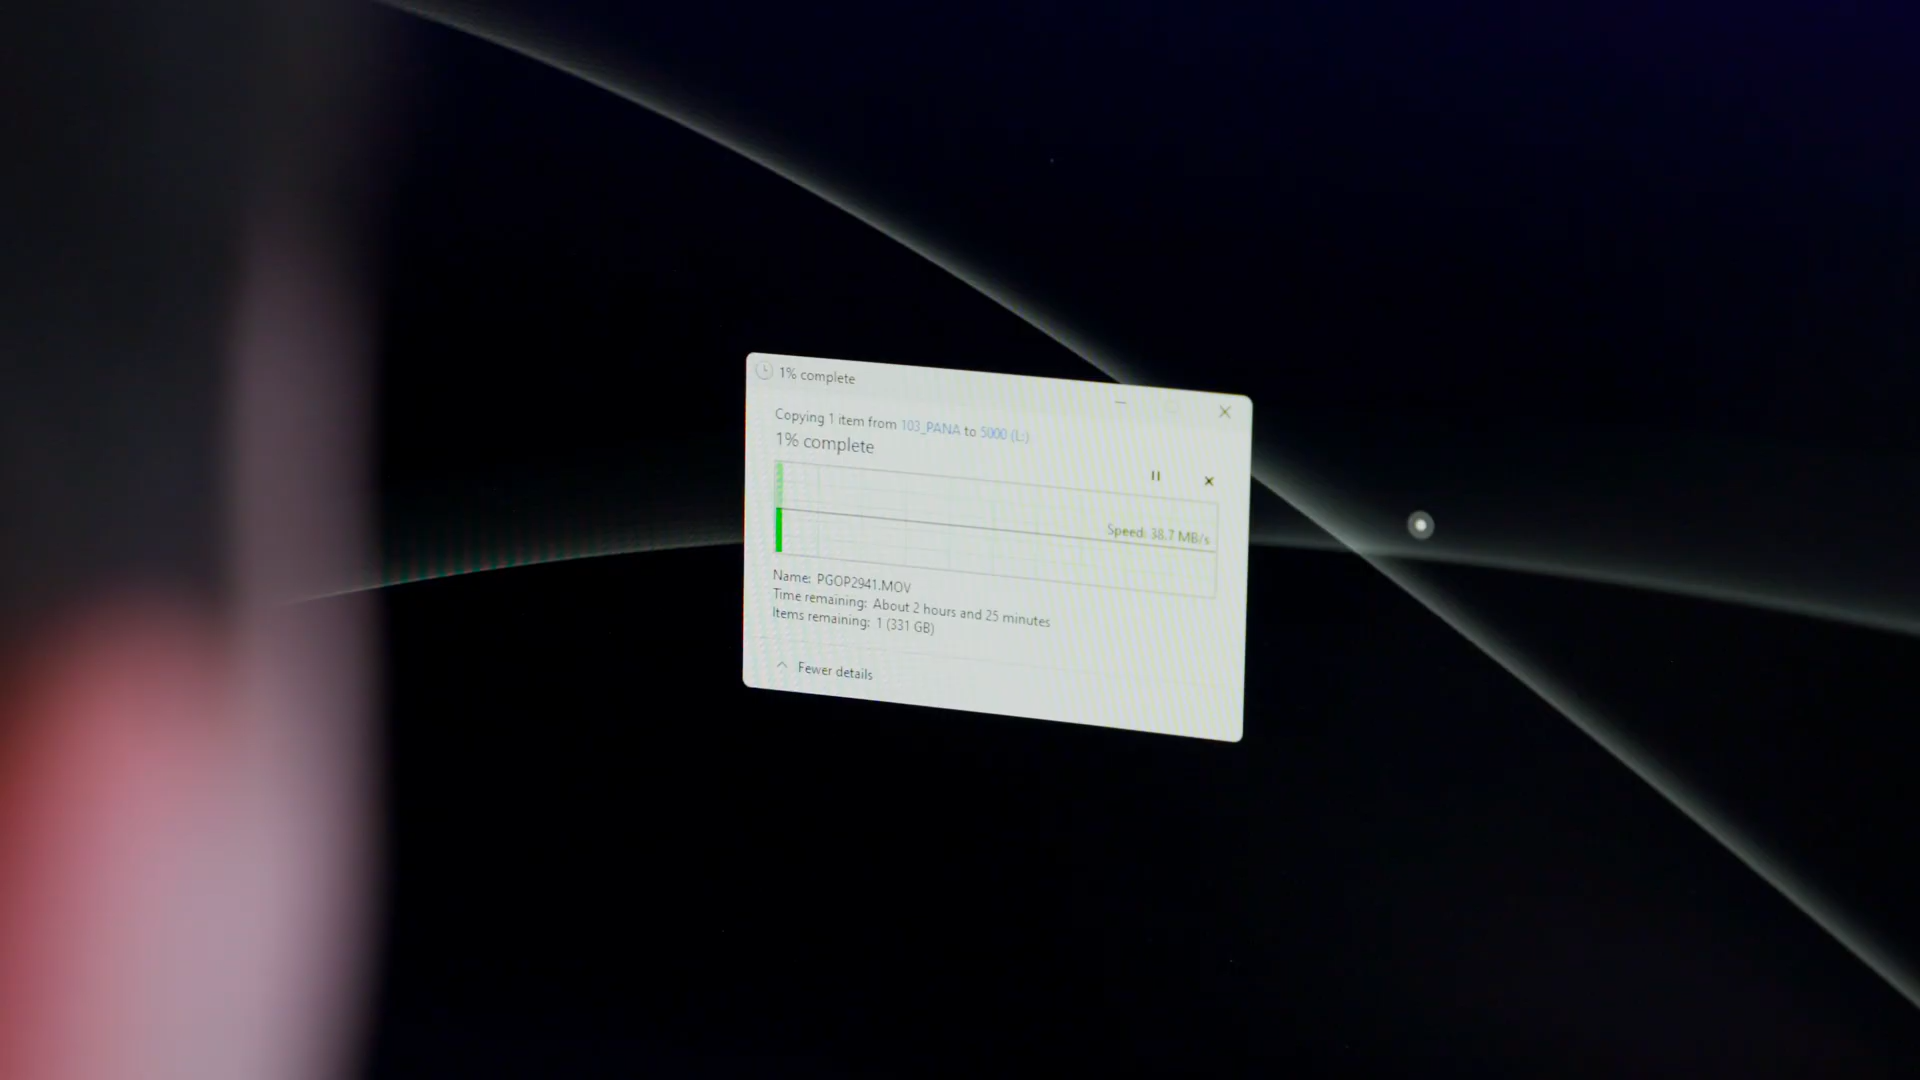 1% complete
Copying 1 item from 103_PANA to 5000 (L:)
1% complete
Speed: 38.7 MB/s
Name: PGOP2941.MOV
Time remaining: About 2 hours and 25 minutes
Items remaining: 1 (331 GB)
Fewer details